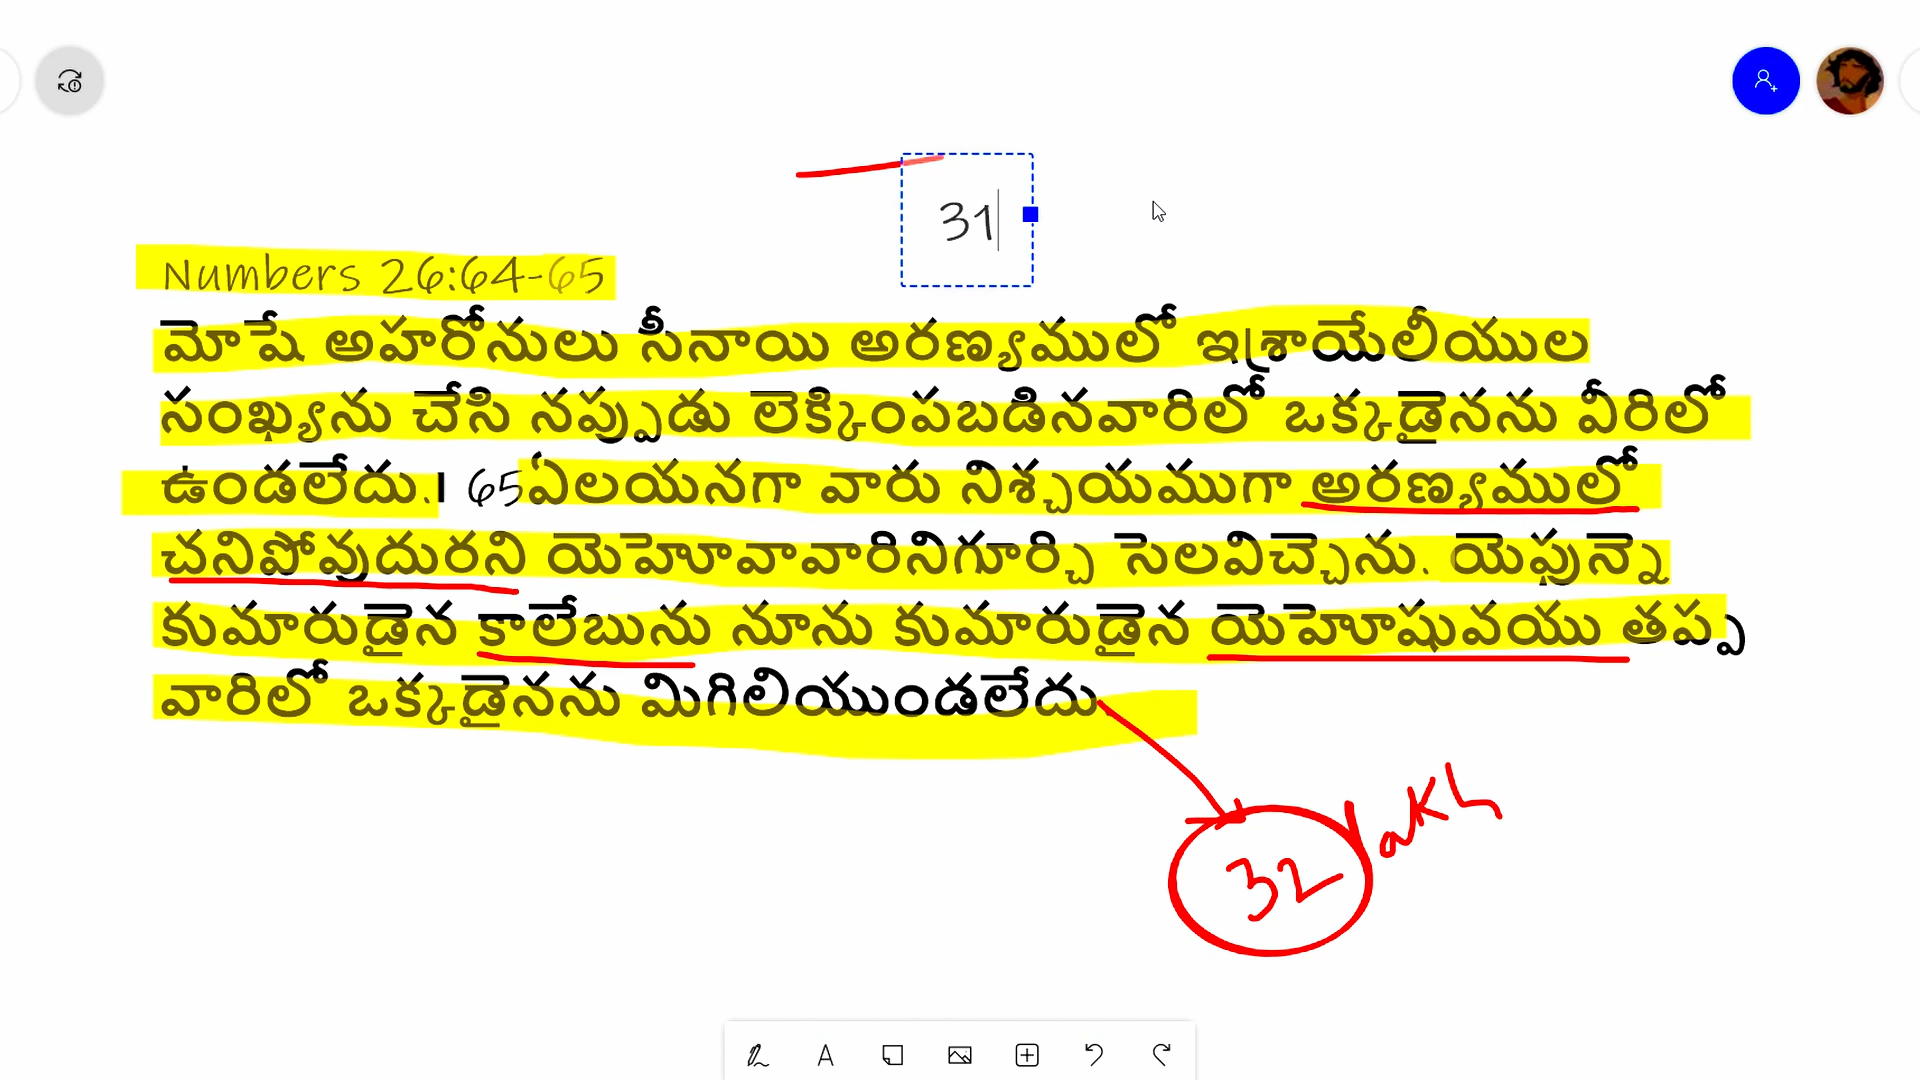 31
Numbers 26:64-65
మోషే అహరోనులు సీనాయి అరణ్యములో ఇశ్రాయేలీయుల
సంఖ్యను చేసి నప్పుడు లెక్కింపబడినవారిలో ఒక్కడైనను వీరిలో
ఉండలేదు.। 65ఏలయనగా వారు నిశ్చయముగా అరణ్యములో
చనిపోవుదురని యెహెూవావారినిగూర్చి సెలవిచ్చెను. యెఫున్నె
కుమారుడైన కాలేబును నూను కుమారుడైన యెహెూషువయు తప్ప
వారిలో ఒక్కడైనను మిగిలియుండలేదు.
32 lakh